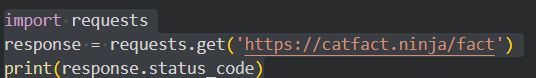 import requests
response = requests.get('https://catfact.ninja/fact')
print(response.status_code)